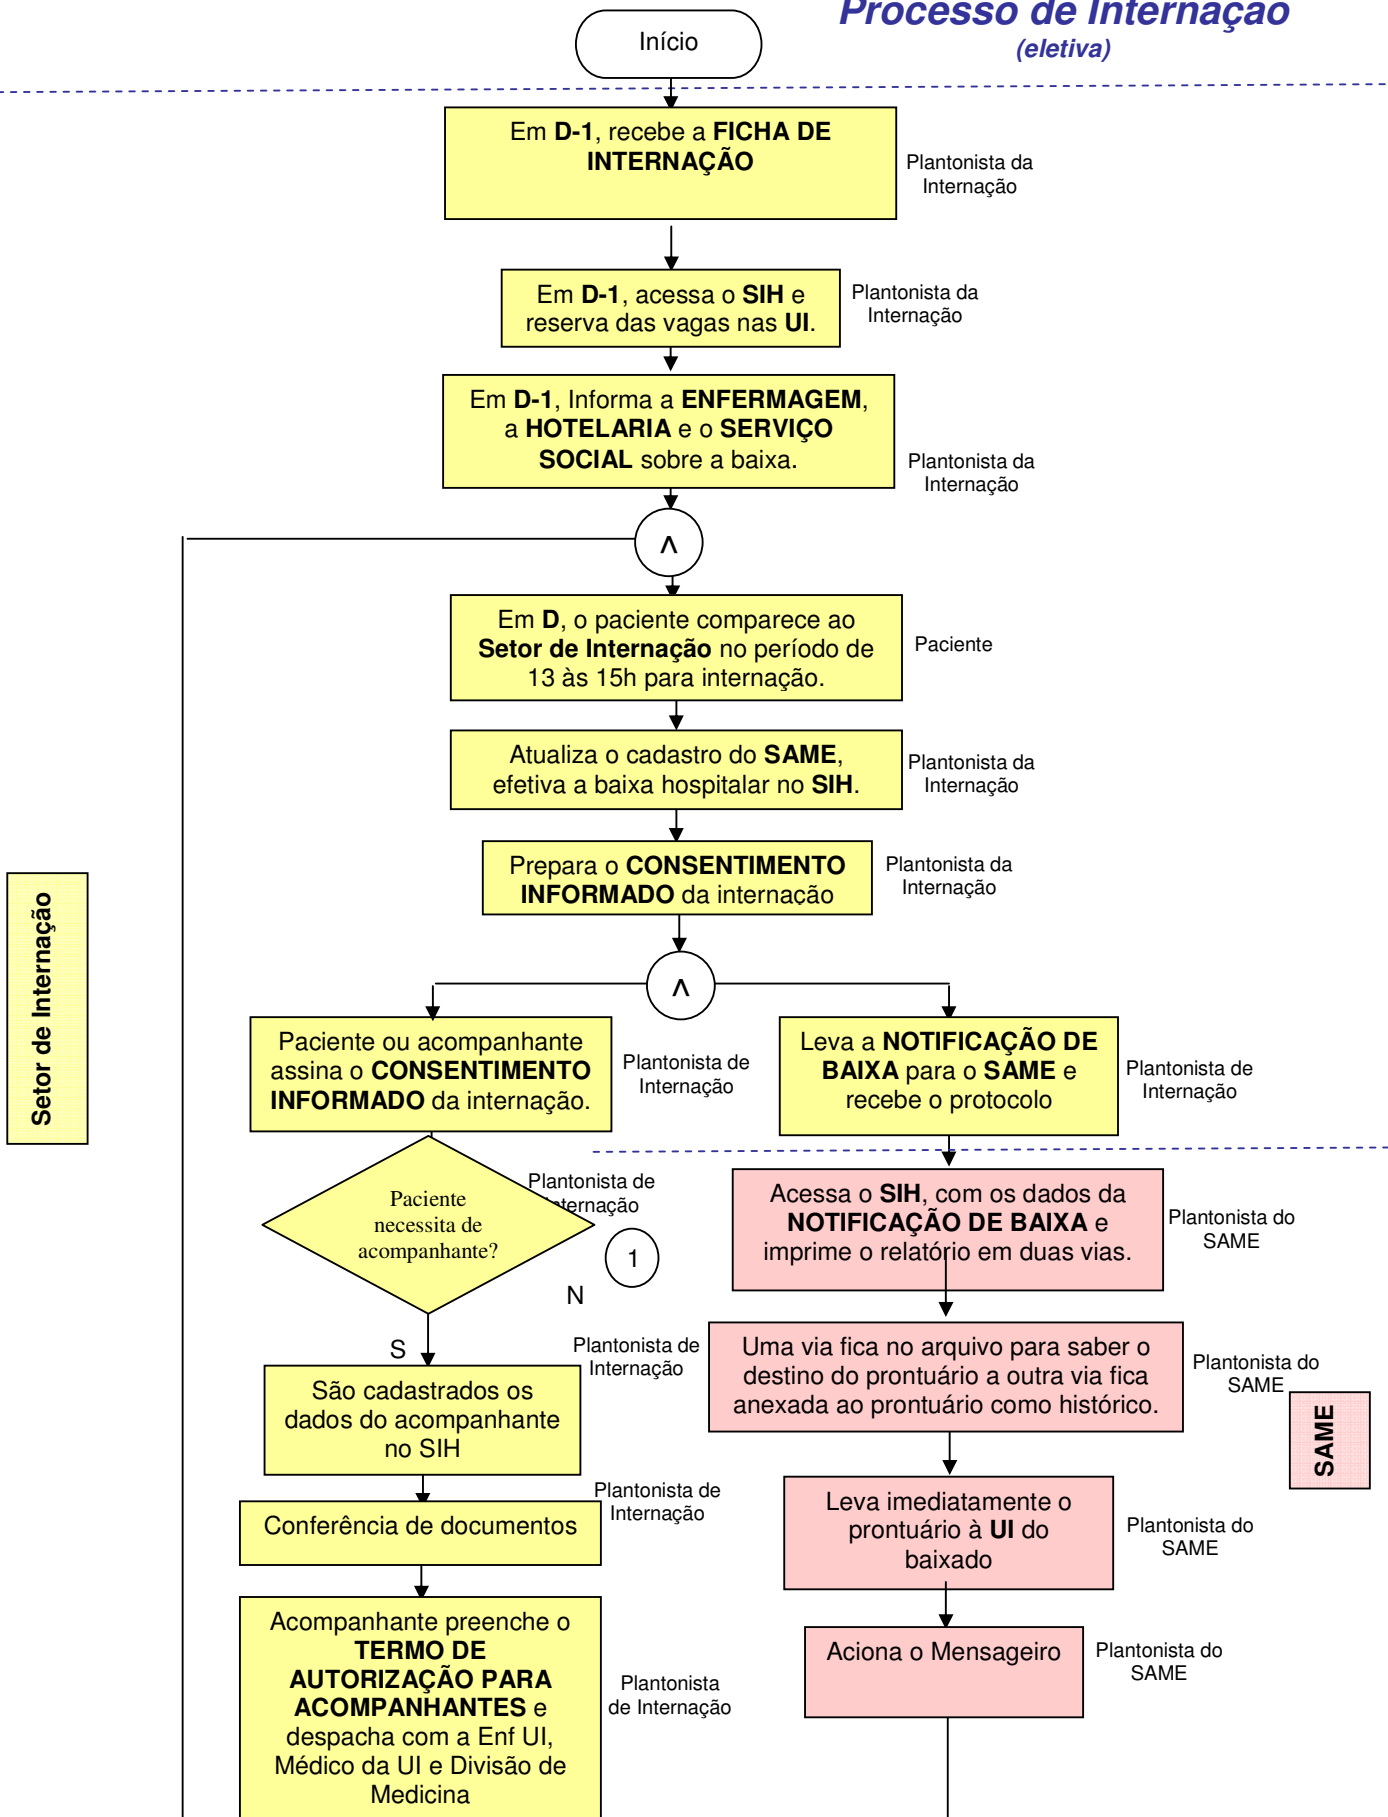 Processo de Internação
(eletiva)
Início
Em D-1, recebe a FICHA DE
INTERNAÇÃO
Plantonista da
Internação
Em D-1, acessa o SIH e
reserva das vagas nas UI.
Plantonista da
Internação
Em D-1, Informa a ENFERMAGEM,
a HOTELARIA e o SERVIÇO
SOCIAL sobre a baixa.
Plantonista da
Internação
^
Em D, o paciente comparece ao
Setor de Internação no período de
13 às 15h para internação.
Paciente
Atualiza o cadastro do SAME,
efetiva a baixa hospitalar no SIH.
Plantonista da
Internação
Prepara o CONSENTIMENTO
INFORMADO da internação
Plantonista da
Internação
Setor de Internação
^
Paciente ou acompanhante
assina o CONSENTIMENTO
INFORMADO da internação.
Plantonista de
Internação
Leva a NOTIFICAÇÃO DE
BAIXA para o SAME e
recebe o protocolo
Plantonista de
Internação
Paciente
necessita de
acompanhante?
Plantonista de
Internação
1
N
S
Acessa o SIH, com os dados da
NOTIFICAÇÃO DE BAIXA e
imprime o relatório em duas vias.
Plantonista do
SAME
São cadastrados os
dados do acompanhante
no SIH
Plantonista de
Internação
Uma via fica no arquivo para saber o
destino do prontuário a outra via fica
anexada ao prontuário como histórico.
Plantonista do
SAME
SAME
Conferência de documentos
Plantonista de
Internação
Leva imediatamente o
prontuário à UI do
baixado
Plantonista do
SAME
Acompanhante preenche o
TERMO DE
AUTORIZAÇÃO PARA
ACOMPANHANTES e
despacha com a Enf UI,
Médico da UI e Divisão de
Medicina
Plantonista
de Internação
Aciona o Mensageiro
Plantonista do
SAME